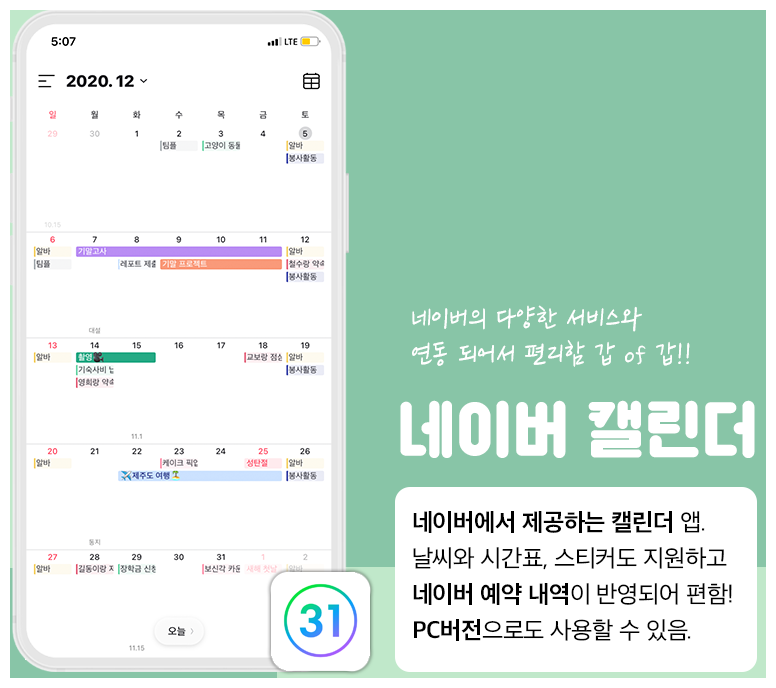 5:07
LTE
2020. 12
일 월 화 수 목 금 토
29 30 1 2 3 4 5
팀플 고양이 동물 알바
봉사활동
10.15
6 7 8 9 10 11 12
알바 기말고사 알바
팀플 레포트 제출 기말 프로젝트 철수랑 약속
봉사활동
대설
13 14 15 16 17 18 19
알바 촬영 교보랑 점심 알바
기숙사비 봉사활동
영희랑 약속
11.1
20 21 22 23 24 25 26
알바 케이크 픽업 성탄절 알바
제주도 여행 봉사활동
동지
27 28 29 30 31 1 2
알바 길동이랑 장학금 신청 보신각 카운 새해 첫날 알바
오늘
11.15
31
네이버의 다양한 서비스와
연동 되어서 편리함 갑 of 갑!!
네이버 캘린더
네이버에서 제공하는 캘린더 앱.
날씨와 시간표, 스티커도 지원하고
네이버 예약 내역이 반영되어 편함!
PC버전으로도 사용할 수 있음.